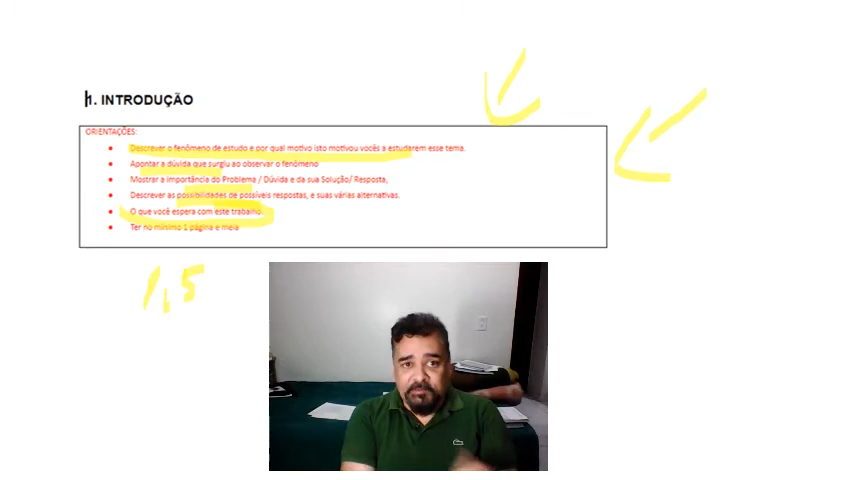 1. INTRODUÇÃO
ORIENTAÇÕES:
Descrever o fenômeno de estudo e por qual motivo isto motivou vocês a estudarem esse tema.
Apontar a dúvida que surgiu ao observar o fenômeno
Mostrar a importância do Problema / Dúvida e da sua Solução/ Resposta,
Descrever as possibilidades de possíveis respostas, e suas várias alternativas.
O que você espera com este trabalho.
Ter no mínimo 1 página e meia
1,5